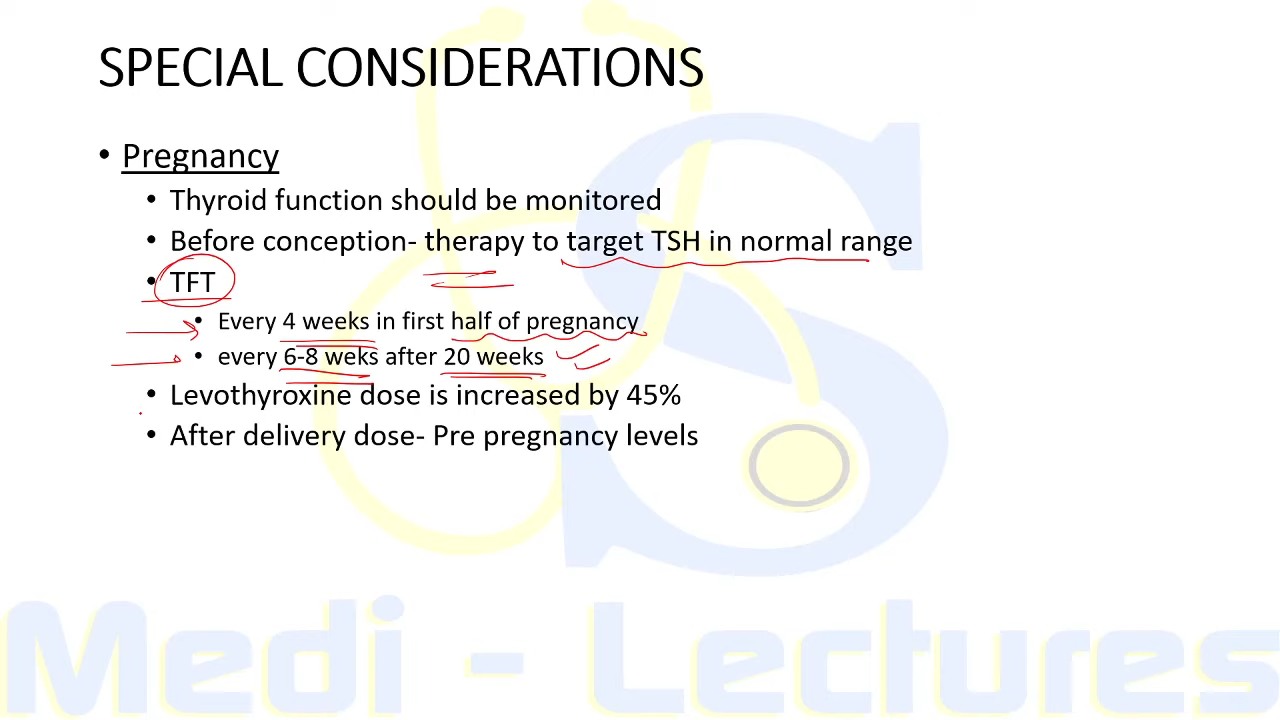 SPECIAL CONSIDERATIONS
• Pregnancy
• Thyroid function should be monitored
• Before conception- therapy to target TSH in normal range
• TFT
• Every 4 weeks in first half of pregnancy
• every 6-8 weks after 20 weeks
• Levothyroxine dose is increased by 45%
• After delivery dose- Pre pregnancy levels
Medi - Lectures